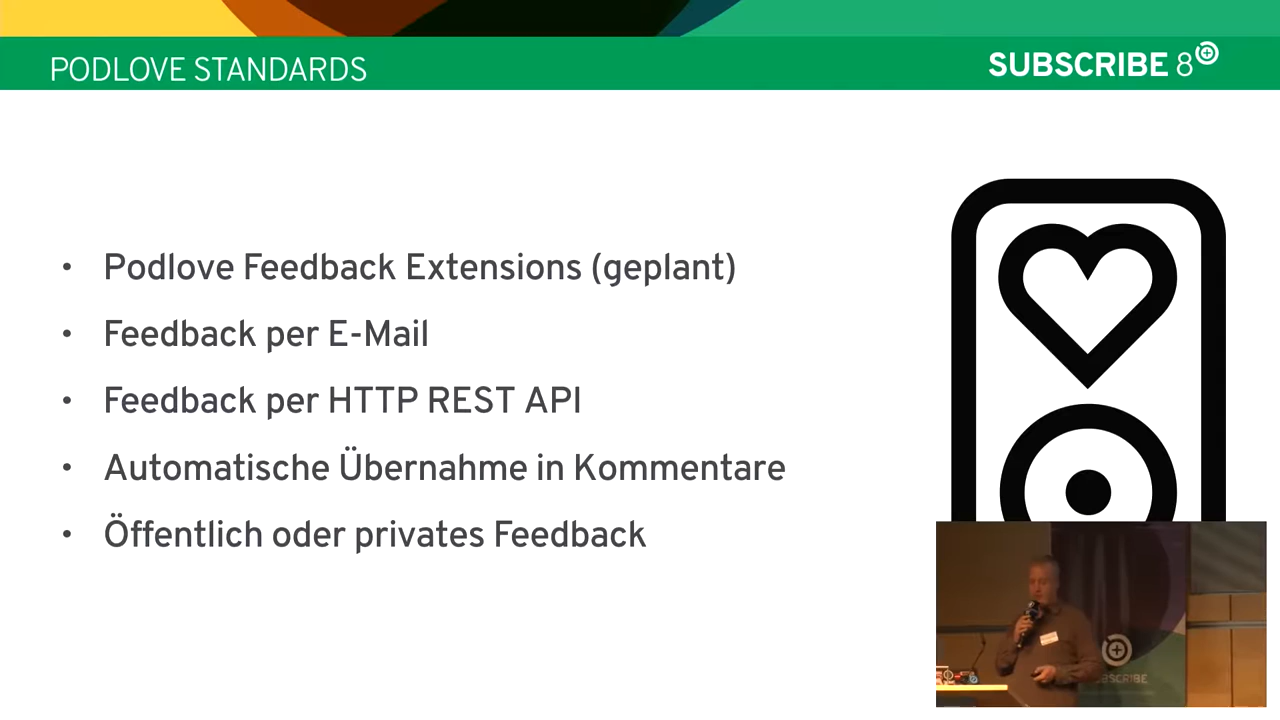 PODLOVE STANDARDS
SUBSCRIBE 8
• Podlove Feedback Extensions (geplant)
• Feedback per E-Mail
• Feedback per HTTP REST API
• Automatische Übernahme in Kommentare
• Öffentlich oder privates Feedback
SUBSCRIBE